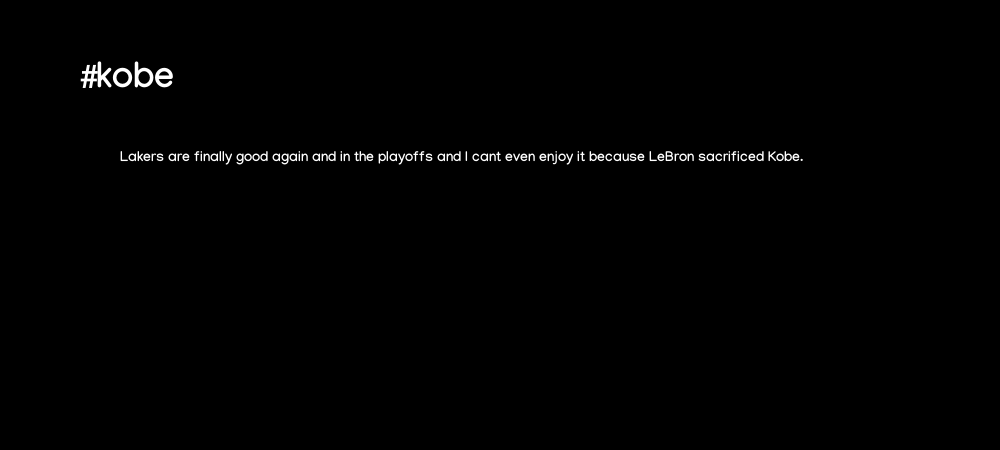 #kobe
Lakers are finally good again and in the playoffs and I cant even enjoy it because LeBron sacrificed Kobe.